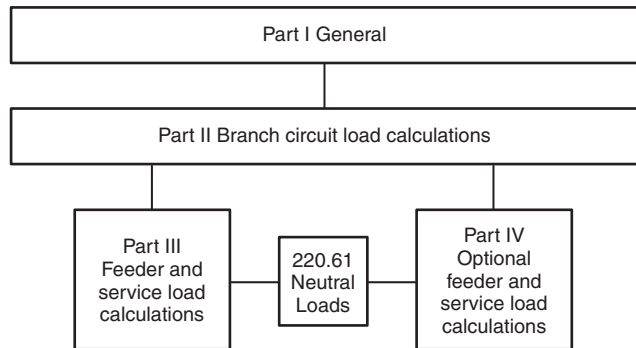 Part I General
Part II Branch circuit load calculations
Part III
Feeder and
service load
calculations
220.61
Neutral
Loads
Part IV
Optional
feeder and
service load
calculations